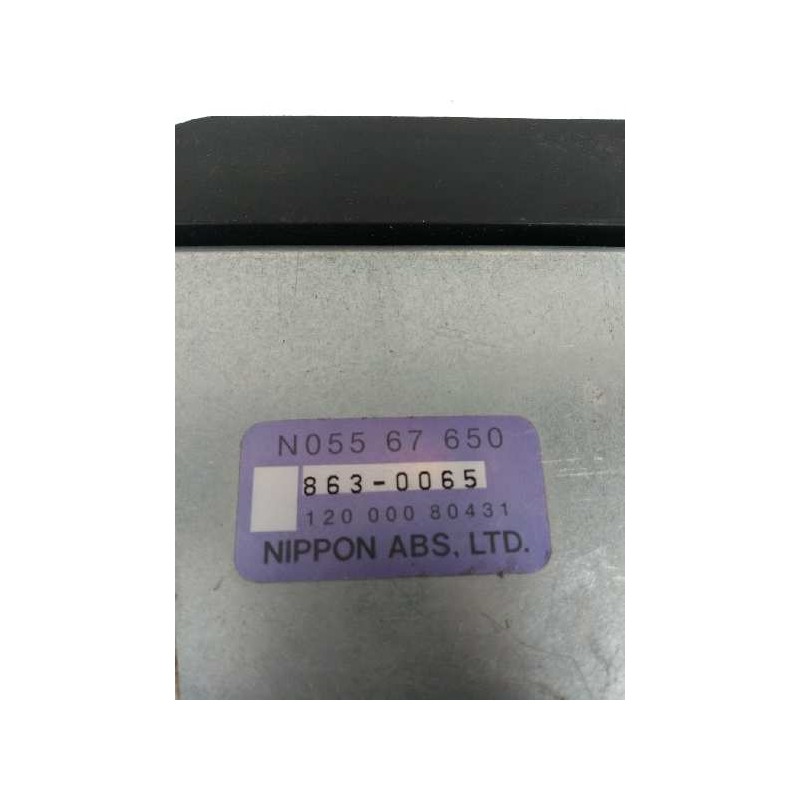 N055 67 650
863-0065
120 000 80431
NIPPON ABS, LTD.